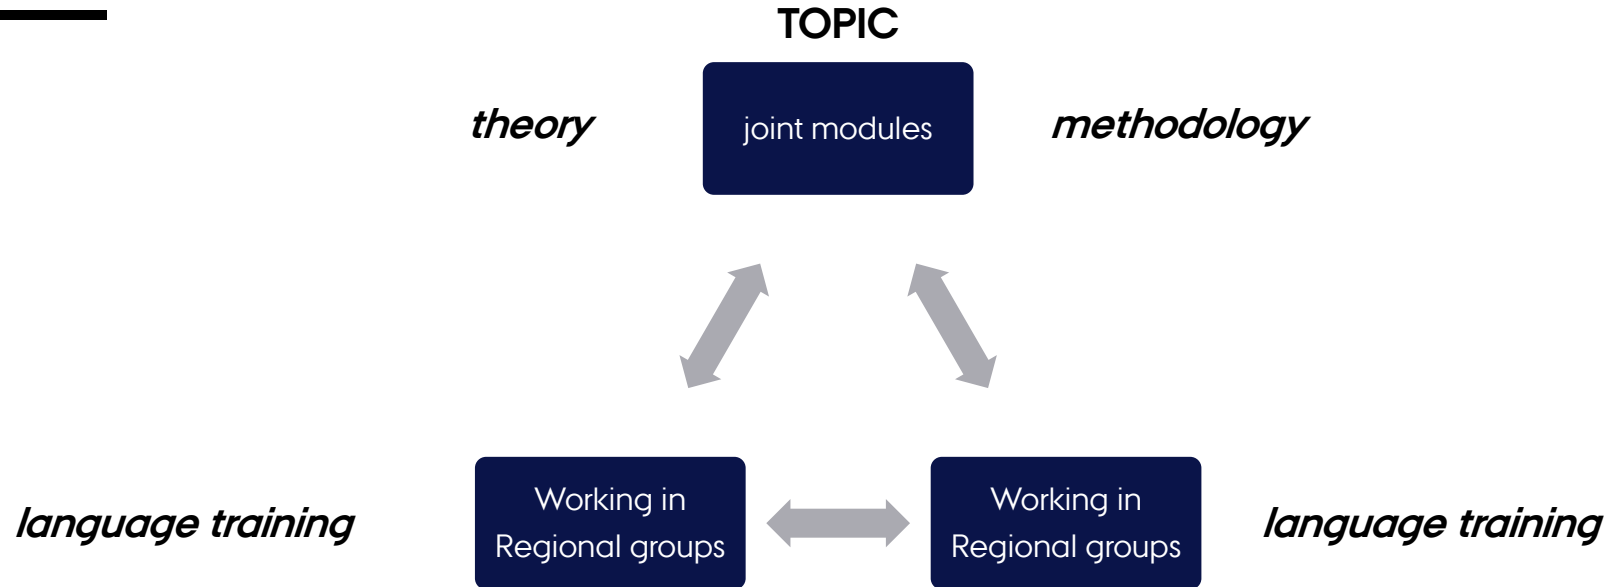 TOPIC
theory
joint modules
methodology
language training
Working in
Regional groups
Working in
Regional groups
language training